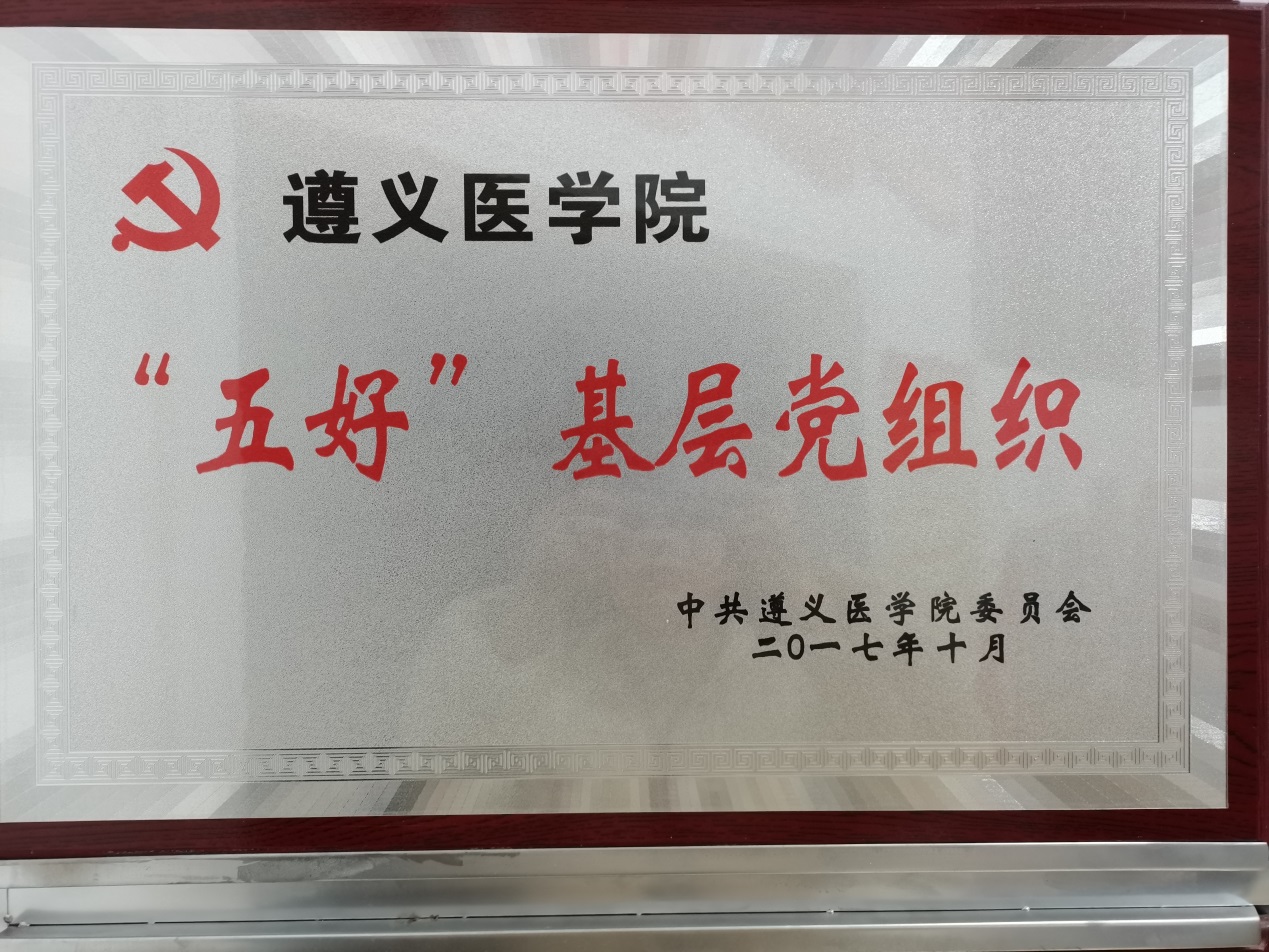 遵义医学院
“五好”基层党组织
中共遵义医学院委员会
二0一七年十月